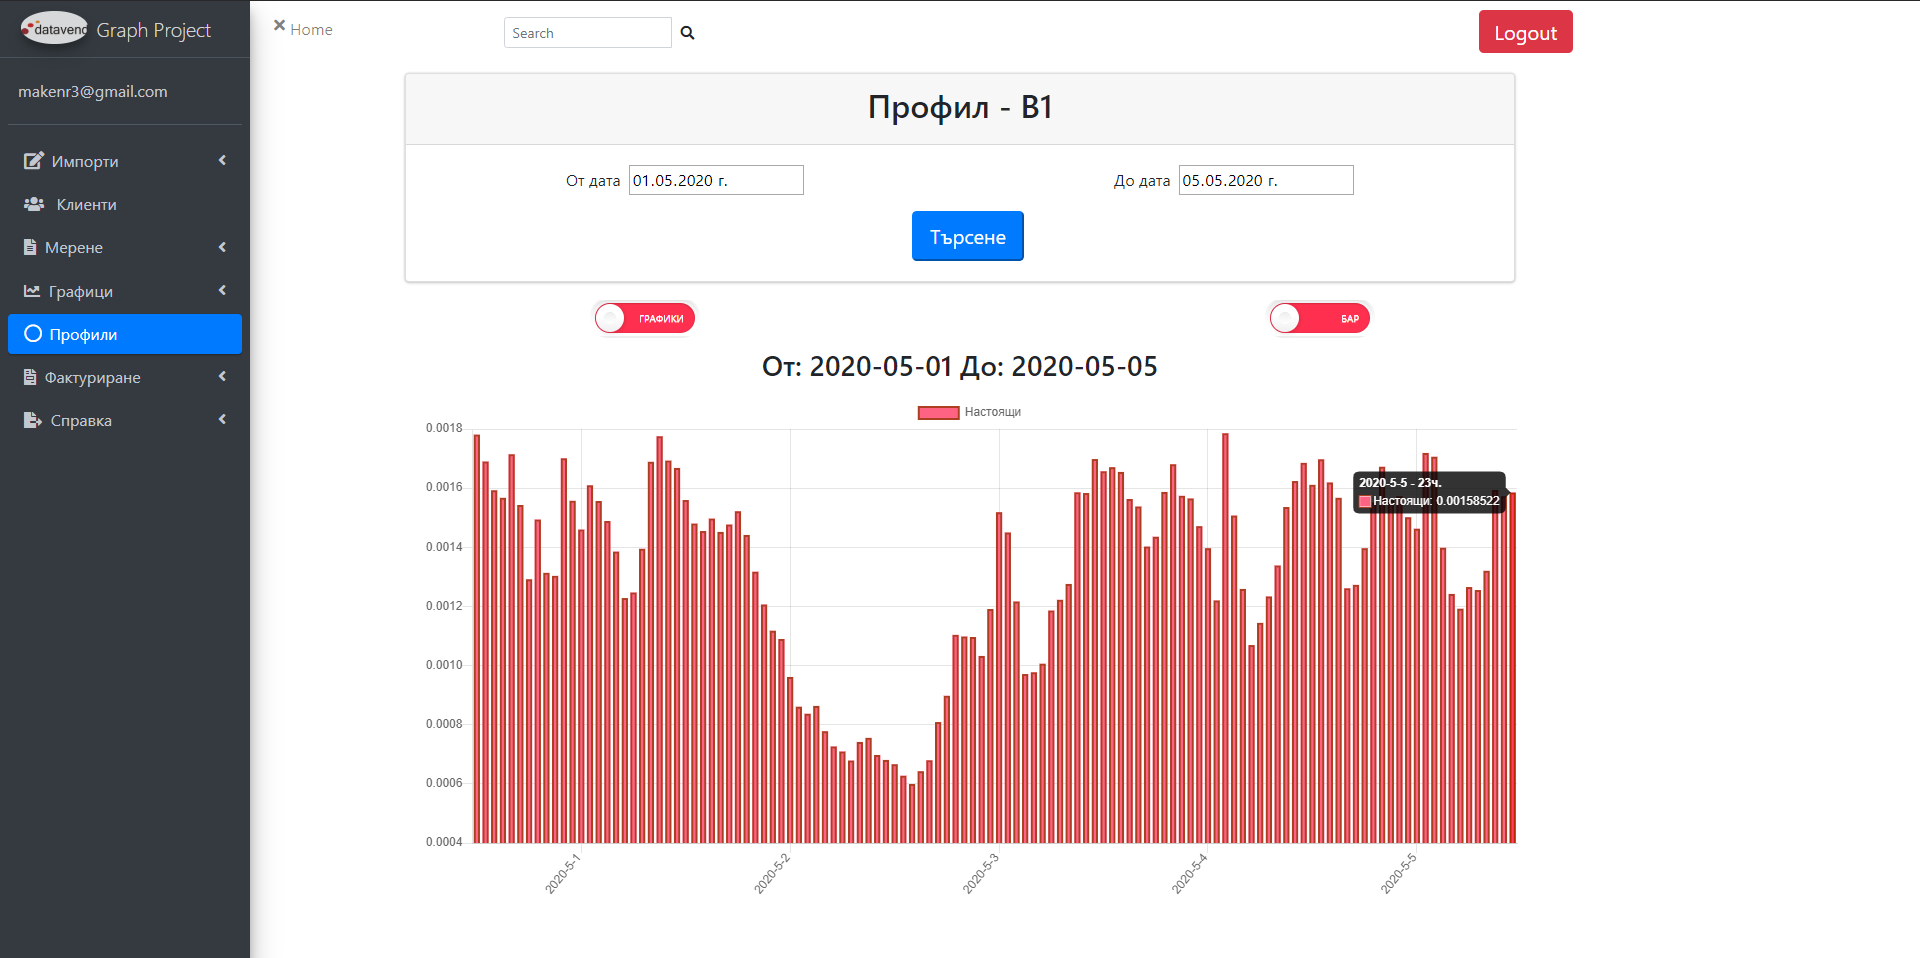 datavend Graph Project
makenr3@gmail.com
Импорти
Клиенти
Мерене
Графици
Профили
Фактуриране
Справка
× Home
Search
Logout
Профил - B1
От дата 01.05.2020 г.
До дата 05.05.2020 г.
Търсене
ГРАФИКИ
БАР
От: 2020-05-01 До: 2020-05-05
Настоящи
0.0018
0.0016
0.0014
0.0012
0.0010
0.0008
0.0006
0.0004
2020-5-5 - 23ч.
Настоящи: 0.00158522
2020-5-1
2020-5-2
2020-5-3
2020-5-4
2020-5-5